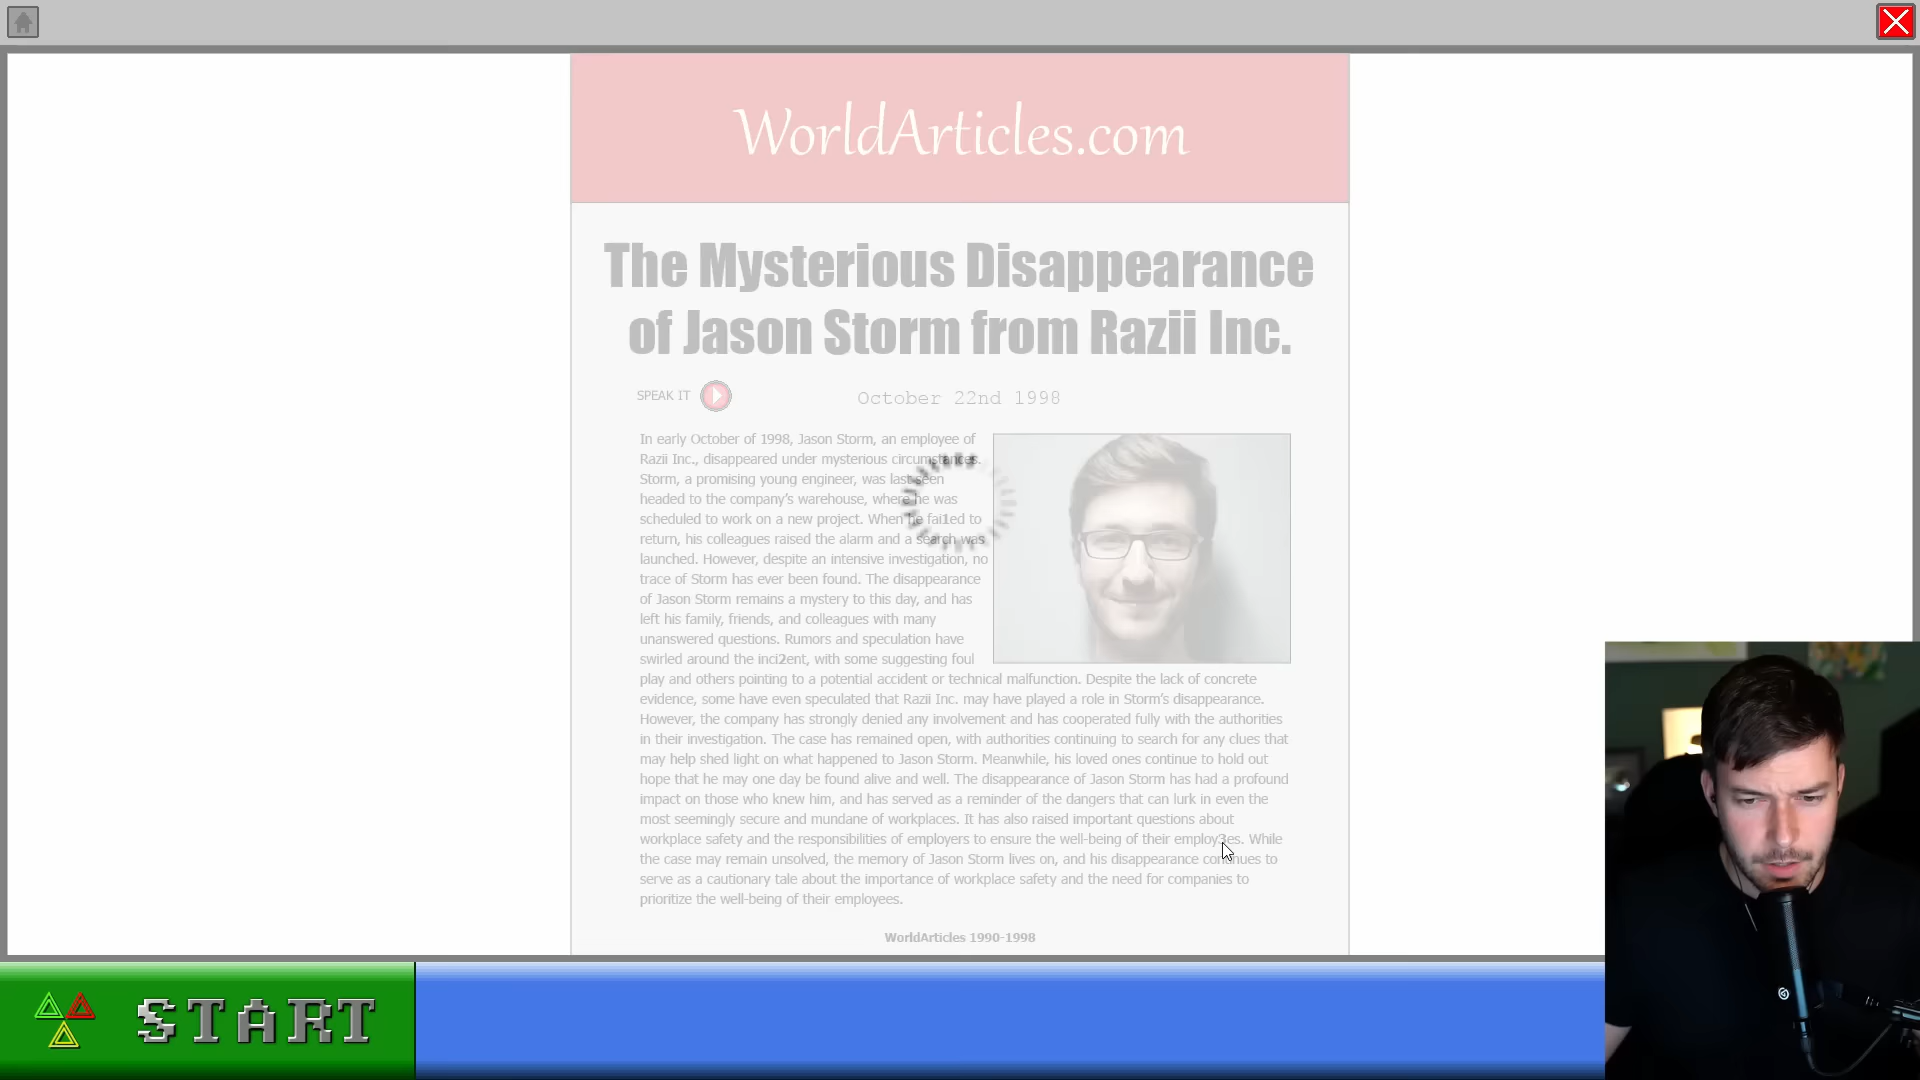 WorldArticles.com
The Mysterious Disappearance
of Jason Storm from Razii Inc.
SPEAK IT
October 22nd 1998
In early October of 1998, Jason Storm, an employee of
Razii Inc., disappeared under mysterious circumstances.
Storm, a promising young engineer, was last seen
headed to the company's warehouse, where he was
scheduled to work on a new project. When he fai1ed to
return, his colleagues raised the alarm and a search was
launched. However, despite an intensive investigation, no
trace of Storm has ever been found. The disappearance
of Jason Storm remains a mystery to this day, and has
left his family, friends, and colleagues with many
unanswered questions. Rumors and speculation have
swirled around the inci2ent, with some suggesting foul
play and others pointing to a potential accident or technical malfunction. Despite the lack of concrete
evidence, some have even speculated that Razii Inc. may have played a role in Storm's disappearance.
However, the company has strongly denied any involvement and has cooperated fully with the authorities
in their investigation. The case has remained open, with authorities continuing to search for any clues that
may help shed light on what happened to Jason Storm. Meanwhile, his loved ones continue to hold out
hope that he may one day be found alive and well. The disappearance of Jason Storm has had a profound
impact on those who knew him, and has served as a reminder of the dangers that can lurk in even the
most seemingly secure and mundane of workplaces. It has also raised important questions about
workplace safety and the responsibilities of employers to ensure the well-being of their employ3es. While
the case may remain unsolved, the memory of Jason Storm lives on, and his disappearance continues to
serve as a cautionary tale about the importance of workplace safety and the need for companies to
prioritize the well-being of their employees.
WorldArticles 1990-1998
START